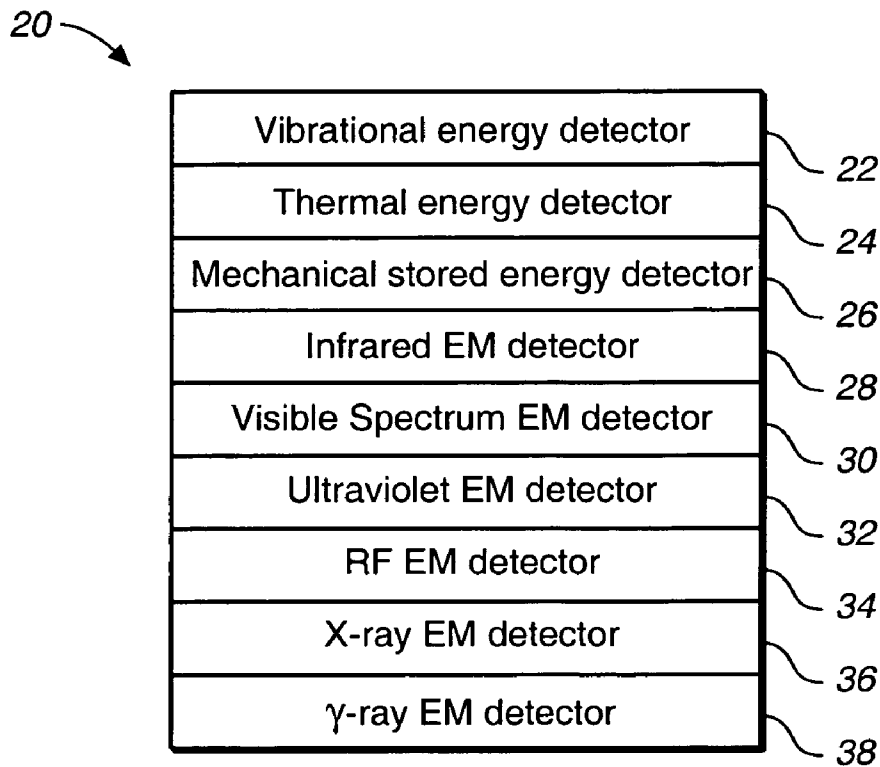 20
Vibrational energy detector
22
Thermal energy detector
24
Mechanical stored energy detector
26
Infrared EM detector
28
Visible Spectrum EM detector
30
Ultraviolet EM detector
32
RF EM detector
34
X-ray EM detector
36
γ-ray EM detector
38